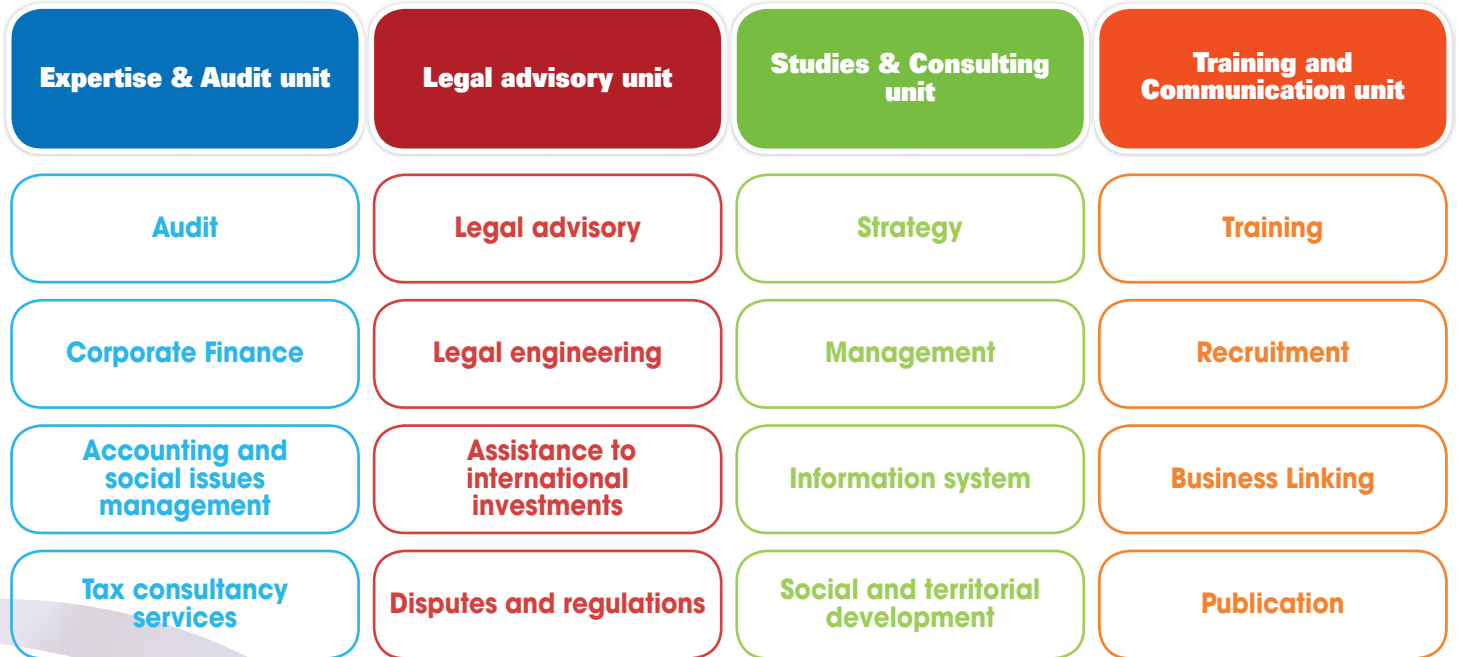 Expertise & Audit unit
Legal advisory unit
Studies & Consulting
unit
Training and
Communication unit
Audit
Legal advisory
Strategy
Training
Corporate Finance
Legal engineering
Management
Recruitment
Accounting and
social issues
management
Assistance to
international
investments
Information system
Business Linking
Tax consultancy
services
Disputes and regulations
Social and territorial
development
Publication